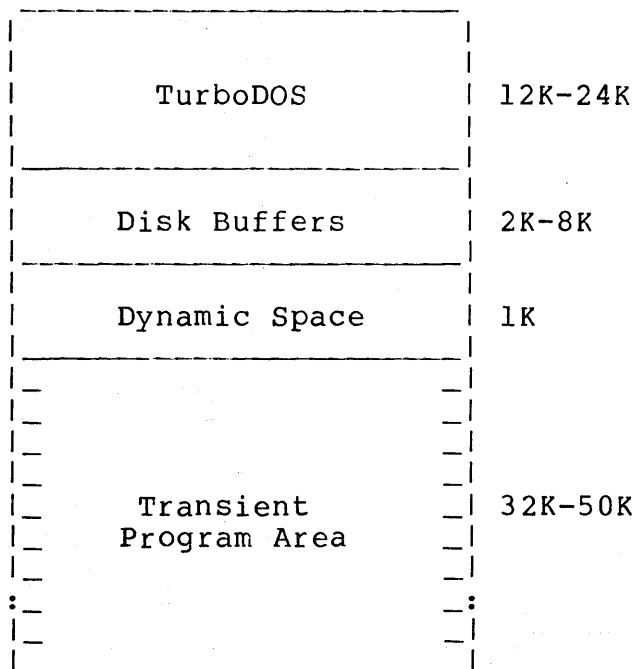 TurboDOS 12K-24K
Disk Buffers 2K-8K
Dynamic Space 1K
Transient 32K-50K
Program Area